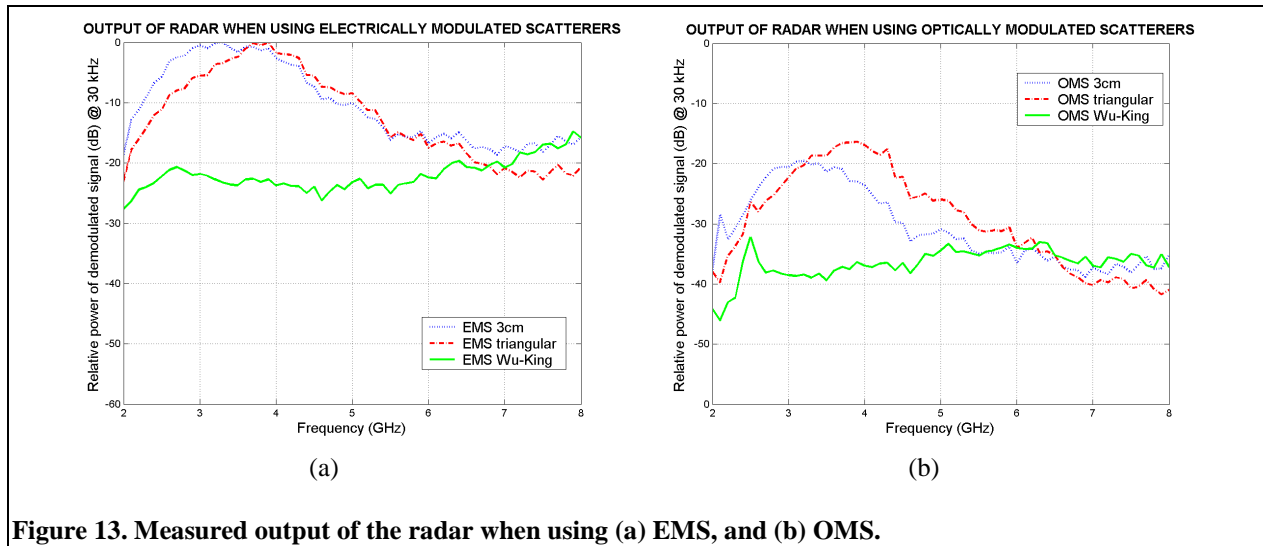 OUTPUT OF RADAR WHEN USING ELECTRICALLY MODULATED SCATTERERS
Relative power of demodulated signal (dB) @ 30 kHz
0
-10
-20
-30
-40
-50
-60
EMS 3cm
EMS triangular
EMS Wu-King
2 3 4 5 6 7 8
Frequency (GHz)
(a)
OUTPUT OF RADAR WHEN USING OPTICALLY MODULATED SCATTERERS
Relative power of demodulated signal (dB) @ 30 kHz
0
-10
-20
-30
-40
-50
0
OMS 3cm
OMS triangular
OMS Wu-King
2 3 4 5 6 7 8
Frequency (GHz)
(b)
Figure 13. Measured output of the radar when using (a) EMS, and (b) OMS.